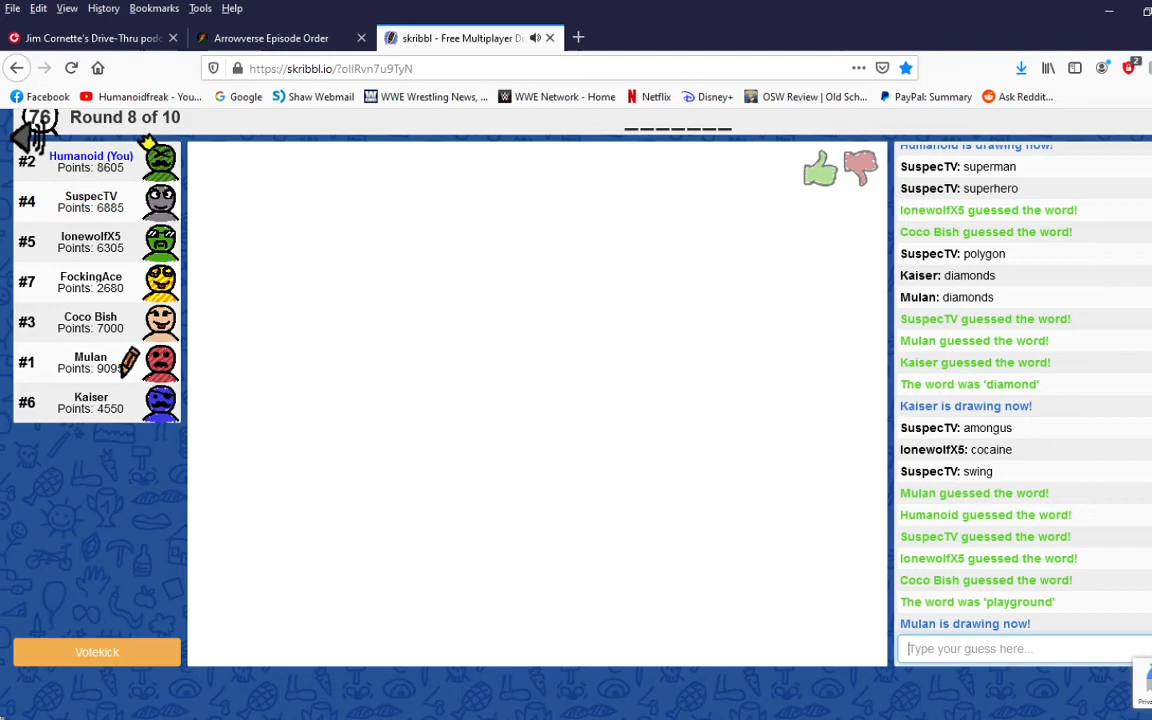 File Edit View History Bookmarks Tools Help
Jim Cornette's Drive-Thru pod Arrowverse Episode Order skribbl - Free Multiplayer Dr
https://skribbl.io/?olIRvn7u9TyN
Facebook Humanoidfreak - You... Google Shaw Webmail WWE Wrestling News, ... WWE Network - Home Netflix Disney+ OSW Review | Old Sch... PayPal: Summary Ask Reddit...
76 Round 8 of 10 _ _ _ _ _ _ _
#2 Humanoid (You)
Points: 8605
#4 SuspecTV
Points: 6885
#5 lonewolfX5
Points: 6305
#7 FockingAce
Points: 2680
#3 Coco Bish
Points: 7000
#1 Mulan
Points: 9095
#6 Kaiser
Points: 4550
Votekick
Humanoid is drawing now!
SuspecTV: superman
SuspecTV: superhero
lonewolfX5 guessed the word!
Coco Bish guessed the word!
SuspecTV: polygon
Kaiser: diamonds
Mulan: diamonds
SuspecTV guessed the word!
Mulan guessed the word!
Kaiser guessed the word!
The word was 'diamond'
Kaiser is drawing now!
SuspecTV: amongus
lonewolfX5: cocaine
SuspecTV: swing
Mulan guessed the word!
Humanoid guessed the word!
SuspecTV guessed the word!
lonewolfX5 guessed the word!
Coco Bish guessed the word!
The word was 'playground'
Mulan is drawing now!
Type your guess here...